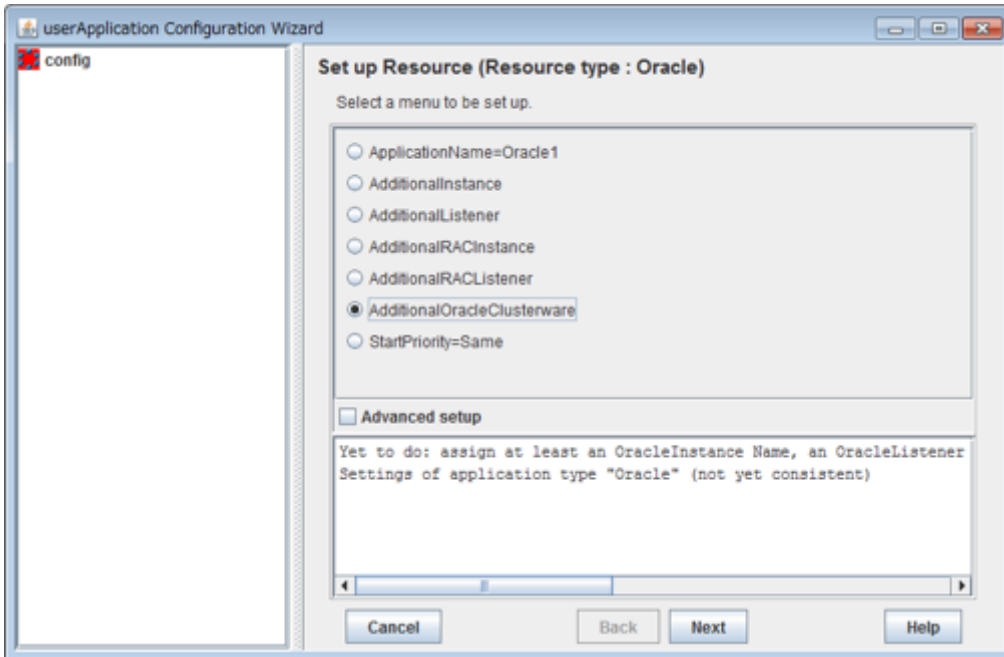 userApplication Configuration Wizard
config
Set up Resource (Resource type : Oracle)
Select a menu to be set up.
ApplicationName=Oracle1
AdditionalInstance
AdditionalListener
AdditionalRACInstance
AdditionalRACListener
AdditionalOracleClusterware
StartPriority=Same
Advanced setup
Yet to do: assign at least an OracleInstance Name, an OracleListener
Settings of application type "Oracle" (not yet consistent)
Cancel
Back
Next
Help